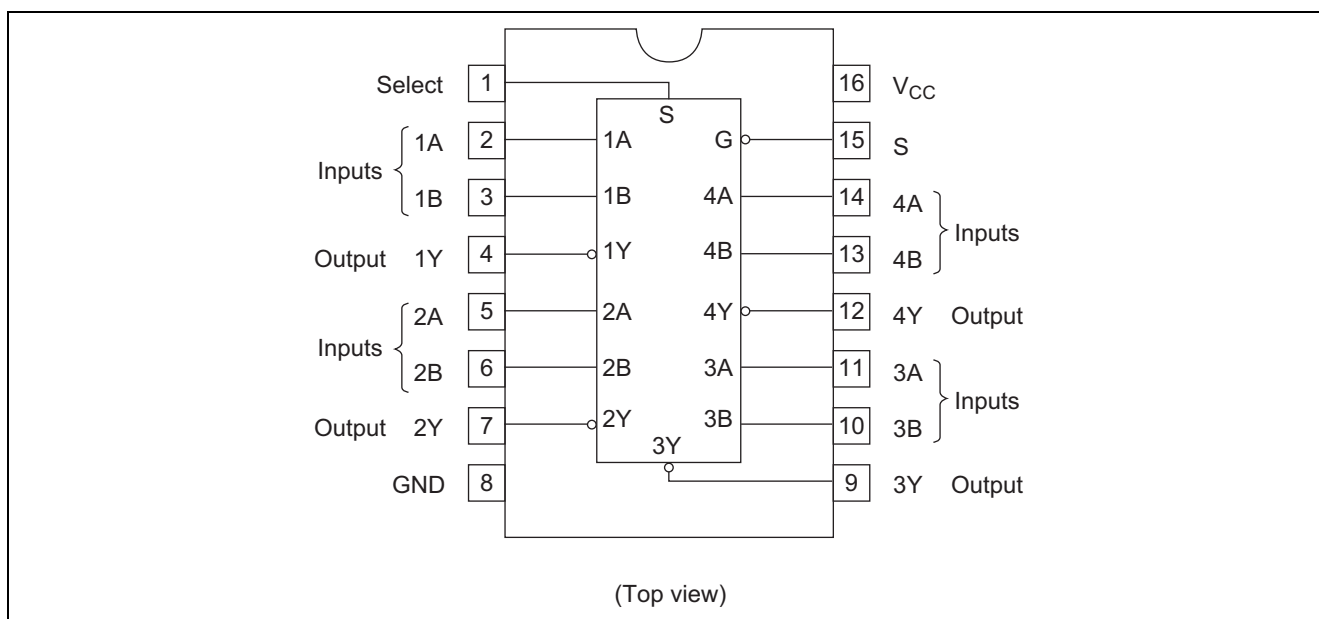 Select 1 16 VCC
S
Inputs 1A 2 1A G 15 S
1B 3 1B 4A 14 4A Inputs
Output 1Y 4 1Y 4B 13 4B
Inputs 2A 5 2A 4Y 12 4Y Output
2B 6 2B 3A 11 3A Inputs
Output 2Y 7 2Y 3B 10 3B
3Y
GND 8 9 3Y Output
(Top view)